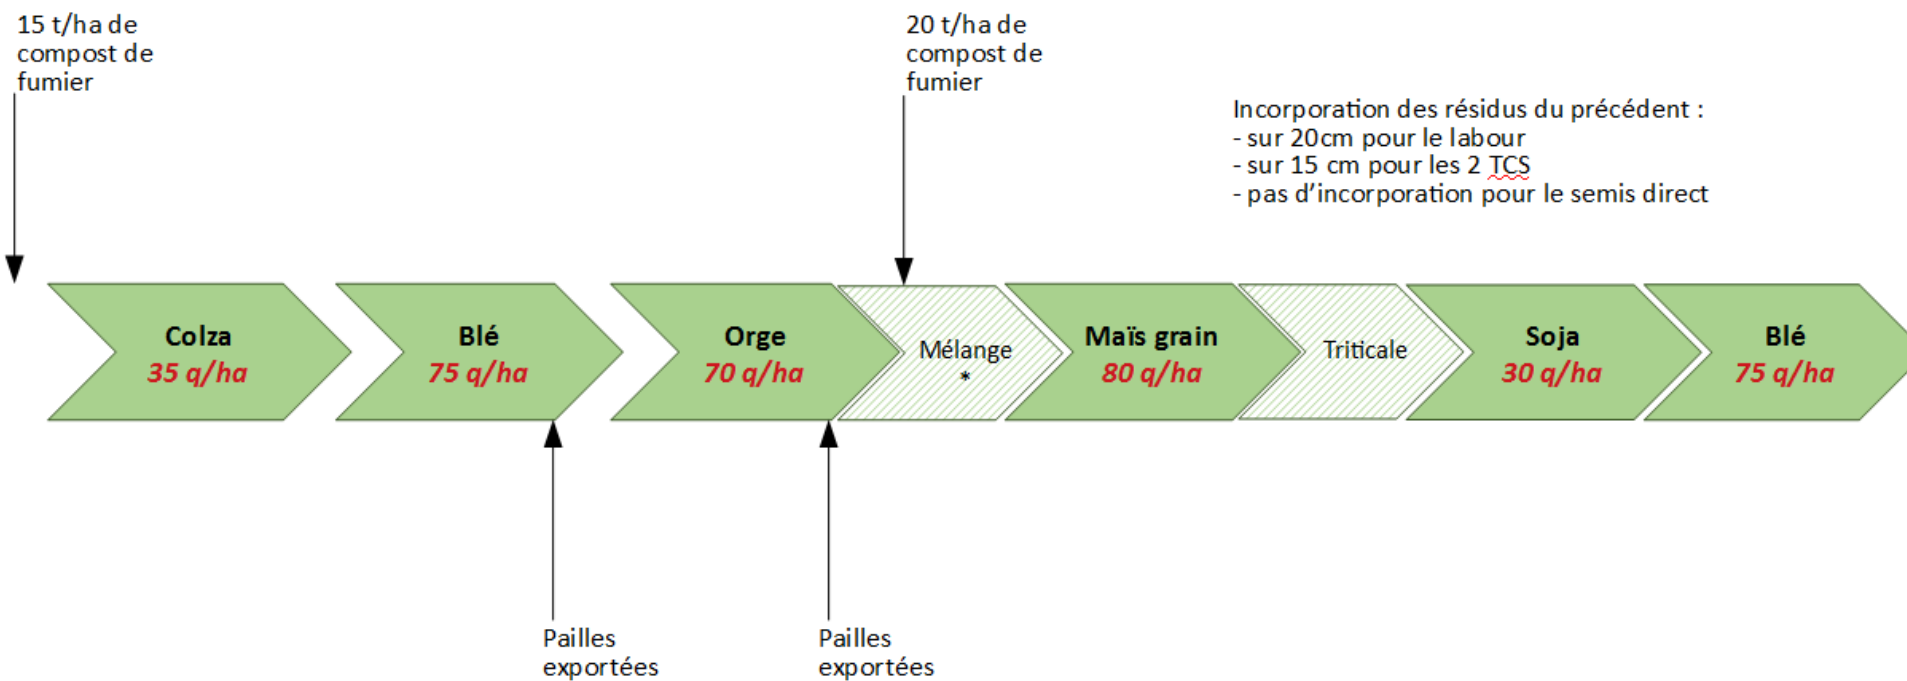 15 t/ha de
compost de
fumier
20 t/ha de
compost de
fumier
Incorporation des résidus du précédent :
- sur 20cm pour le labour
- sur 15 cm pour les 2 TCS
- pas d'incorporation pour le semis direct
Colza
35 q/ha
Blé
75 q/ha
Orge
70 q/ha
Mélange
*
Maïs grain
80 q/ha
Triticale
Soja
30 q/ha
Blé
75 q/ha
Pailles
exportées
Pailles
exportées